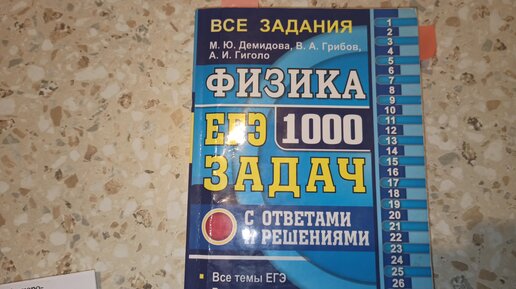 ВСЕ ЗАДАНИЯ
М. Ю. Демидова, В. А. Грибов,
А. И. Гиголо
ФИЗИКА
ЕГЭ 1000
ЗАДАЧ
С ОТВЕТАМИ
И РЕШЕНИЯМИ
Все темы ЕГЭ
1
2
3
4
5
6
7
8
9
10
11
12
13
14
15
16
17
18
19
20
21
22
23
24
25
26